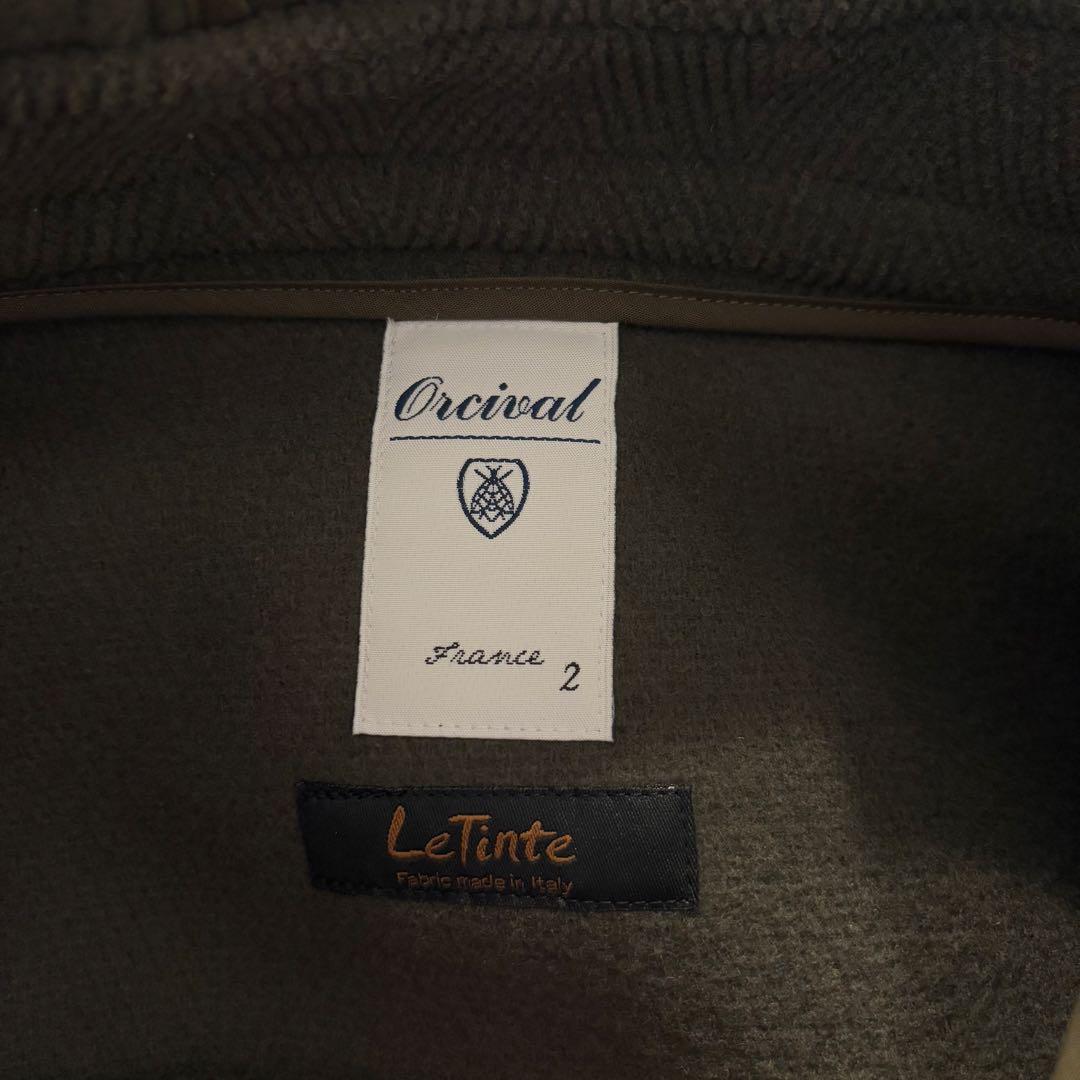 Orcival
France
2
LeTinte
Fabric made in Italy